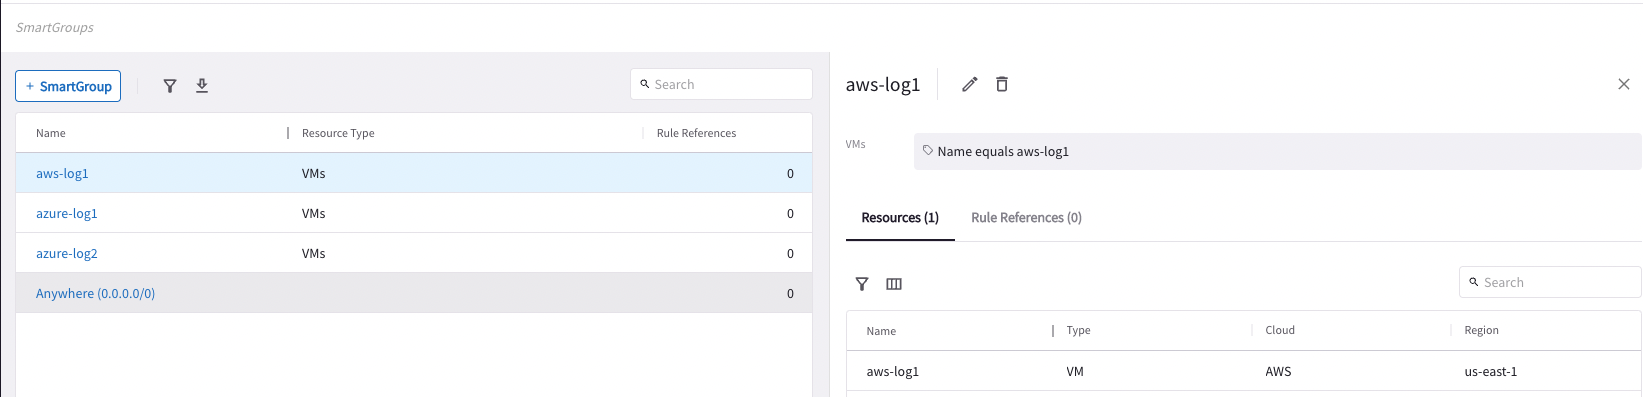 SmartGroups
+ SmartGroup
Search
Name Resource Type Rule References
aws-log1 VMs 0
azure-log1 VMs 0
azure-log2 VMs 0
Anywhere (0.0.0.0/0) 0
aws-log1
VMs Name equals aws-log1
Resources (1) Rule References (0)
Search
Name Type Cloud Region
aws-log1 VM AWS us-east-1